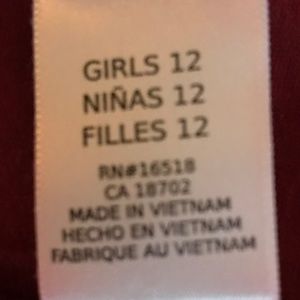 GIRLS 12
NIÑAS 12
FILLES 12
RN#16518
CA 18702
MADE IN VIETNAM
HECHO EN VIETNAM
FABRIQUE AU VIETNAM